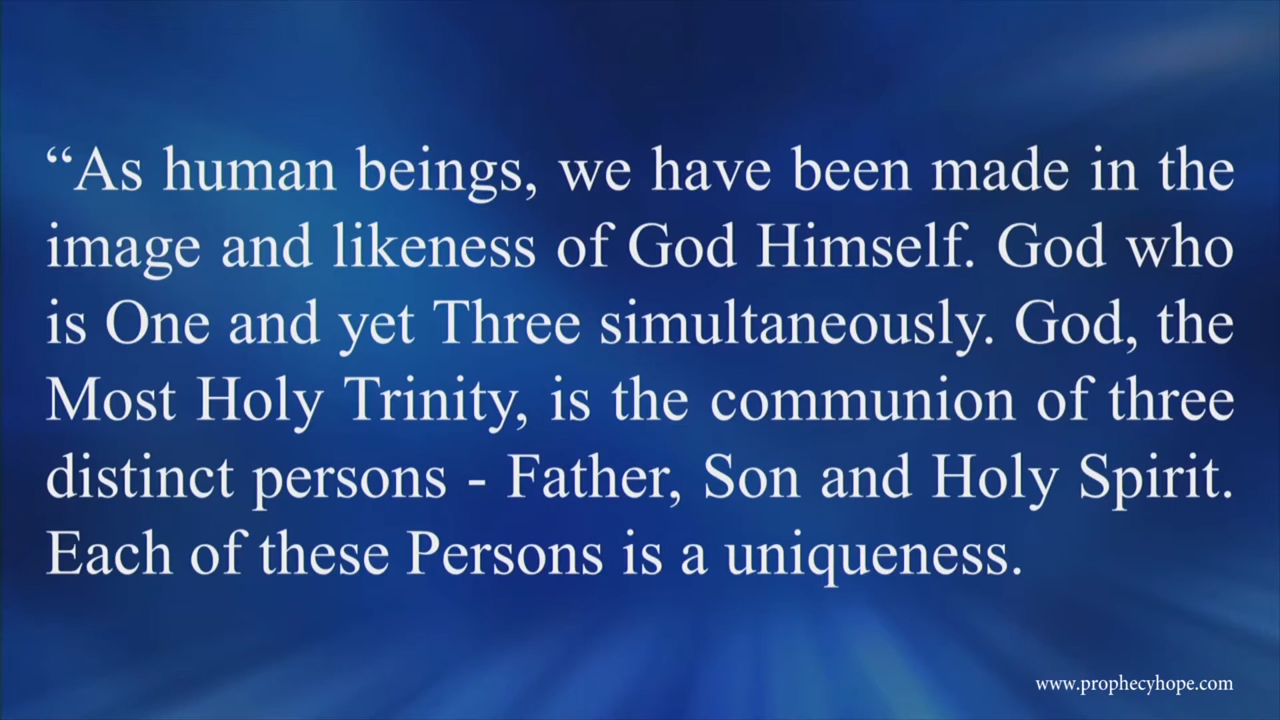 “As human beings, we have been made in the
image and likeness of God Himself. God who
is One and yet Three simultaneously. God, the
Most Holy Trinity, is the communion of three
distinct persons - Father, Son and Holy Spirit.
Each of these Persons is a uniqueness.
www.prophecyhope.com